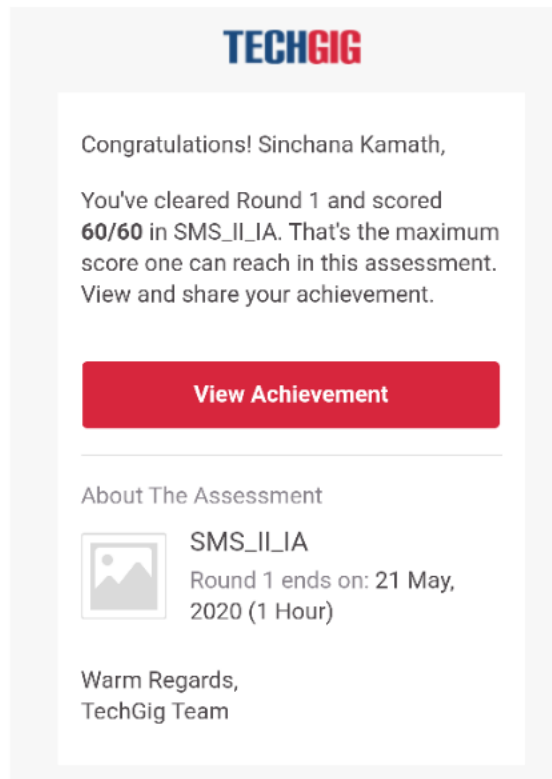 TECHGIG
Congratulations! Sinchana Kamath,
You've cleared Round 1 and scored
60/60 in SMS_II_IA. That's the maximum
score one can reach in this assessment.
View and share your achievement.
View Achievement
About The Assessment
SMS_II_IA
Round 1 ends on: 21 May,
2020 (1 Hour)
Warm Regards,
TechGig Team